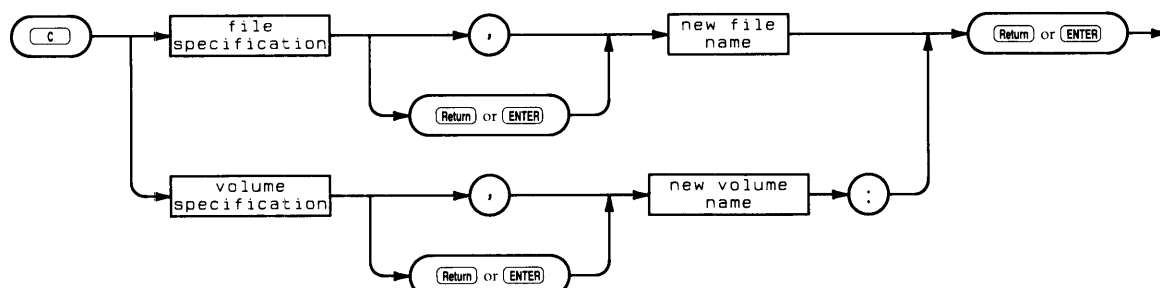 C
file
specification
,
new file
name
Return or ENTER
Return or ENTER
volume
specification
,
new volume
name
:
Return or ENTER